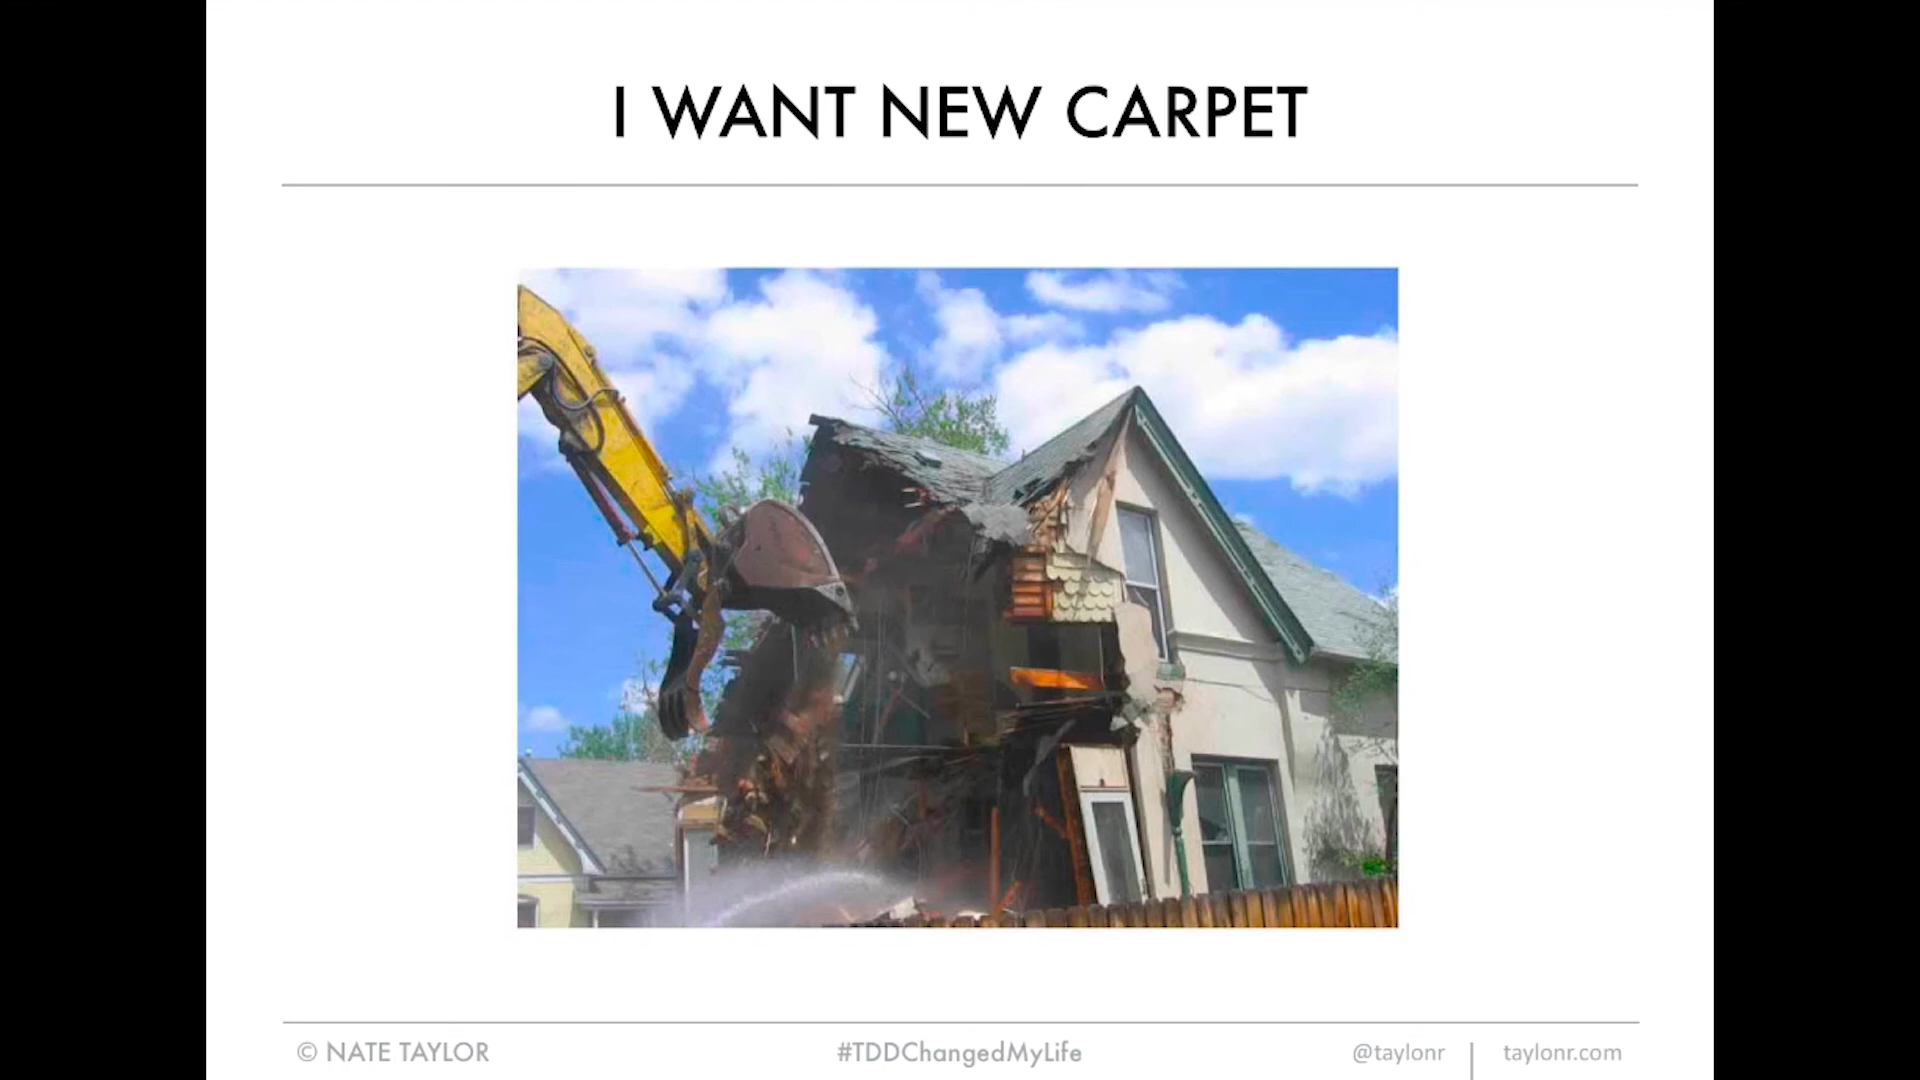 I WANT NEW CARPET
© NATE TAYLOR
#TDDChangedMyLife
@taylonr | taylonr.com